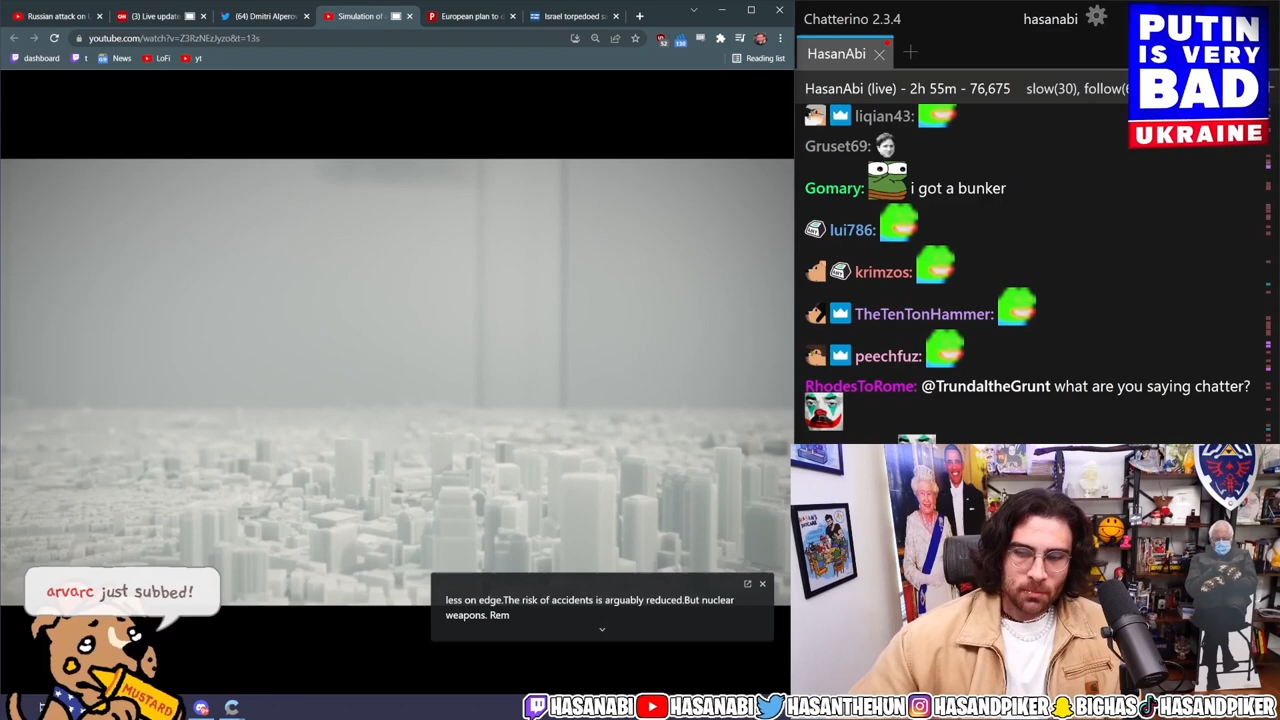 Russian attack on U
(3) Live update
(64) Dmitri Alperov
Simulation of
European plan to c
Israel torpedoed s
youtube.com/watch?v=Z3RzNEzJyzo&t=13s
52
138
dashboard
t
News
LoFi
yt
Reading list
Chatterino 2.3.4
hasanabi
HasanAbi
HasanAbi (live) - 2h 55m - 76,675
slow(30), follow(
PUTIN
IS VERY
BAD
UKRAINE
liqian43:
Gruset69:
Gomary: i got a bunker
lui786:
krimzos:
TheTenTonHammer:
peechfuz:
RhodesToRome: @TrundaltheGrunt what are you saying chatter?
arvarc just subbed!
less on edge.The risk of accidents is arguably reduced.But nuclear
weapons. Rem
MUSTARD
HASANABI
HASANABI
HASANTHEHUN
HASANDPIKER
BIGHAS
HASANDPIKER